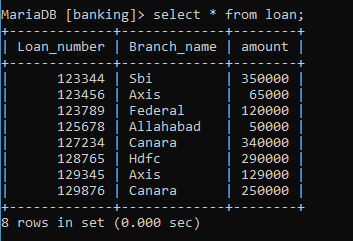 MariaDB [banking]> select * from loan;
+-------------+-------------+--------+
| Loan_number | Branch_name | amount |
+-------------+-------------+--------+
|      123344 | Sbi         | 350000 |
|      123456 | Axis        |  65000 |
|      123789 | Federal     | 120000 |
|      125678 | Allahabad   |  50000 |
|      127234 | Canara      | 340000 |
|      128765 | Hdfc        | 290000 |
|      129345 | Axis        | 129000 |
|      129876 | Canara      | 250000 |
+-------------+-------------+--------+
8 rows in set (0.000 sec)